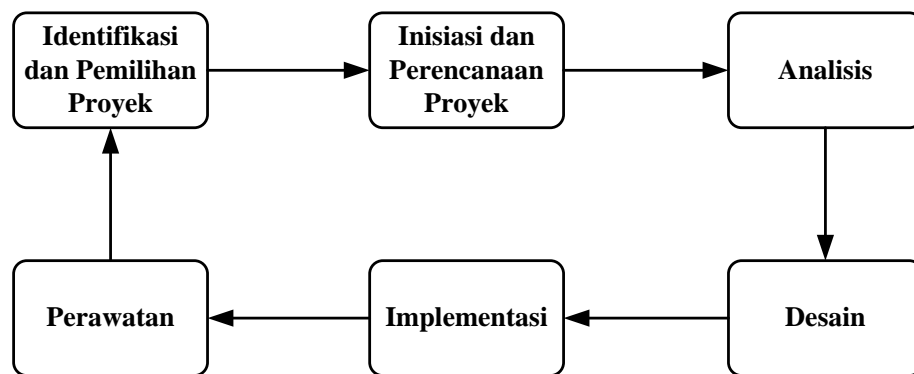 Identifikasi
dan Pemilihan
Proyek
Inisiasi dan
Perencanaan
Proyek
Analisis
Perawatan
Implementasi
Desain